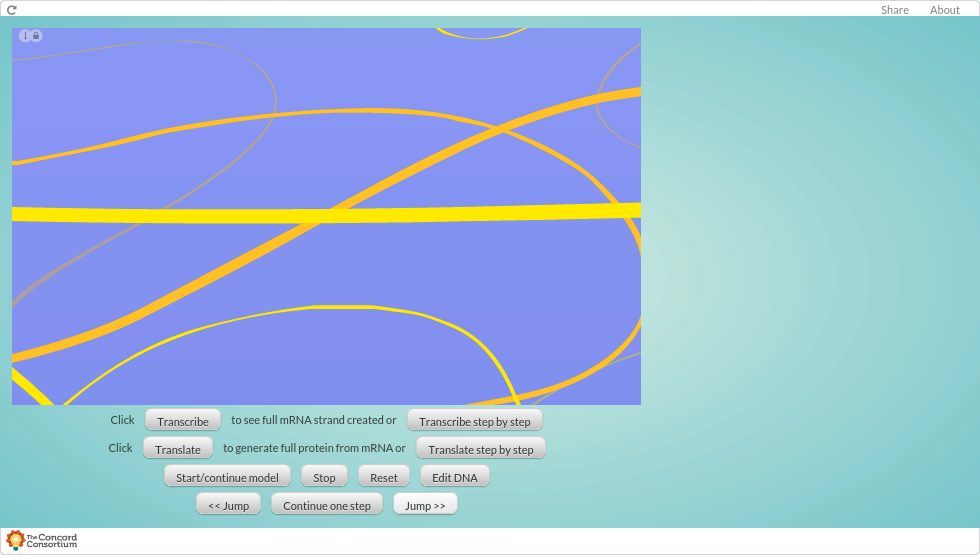 Share About
Click Transcribe to see full mRNA strand created or Transcribe step by step
Click Translate to generate full protein from mRNA or Translate step by step
Start/continue model Stop Reset Edit DNA
<< Jump Continue one step Jump >>
The Concord
Consortium